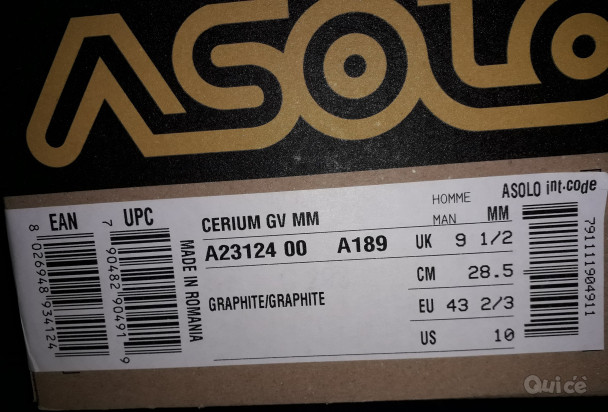 ASOLO
EAN
8 026948 934124
UPC
7 90482 90491 9
MADE IN ROMANIA
CERIUM GV MM
A23124 00 A189
GRAPHITE/GRAPHITE
HOMME
MAN MM
UK 9 1/2
CM 28.5
EU 43 2/3
US 10
ASOLO int.code
791111904911
Quicè